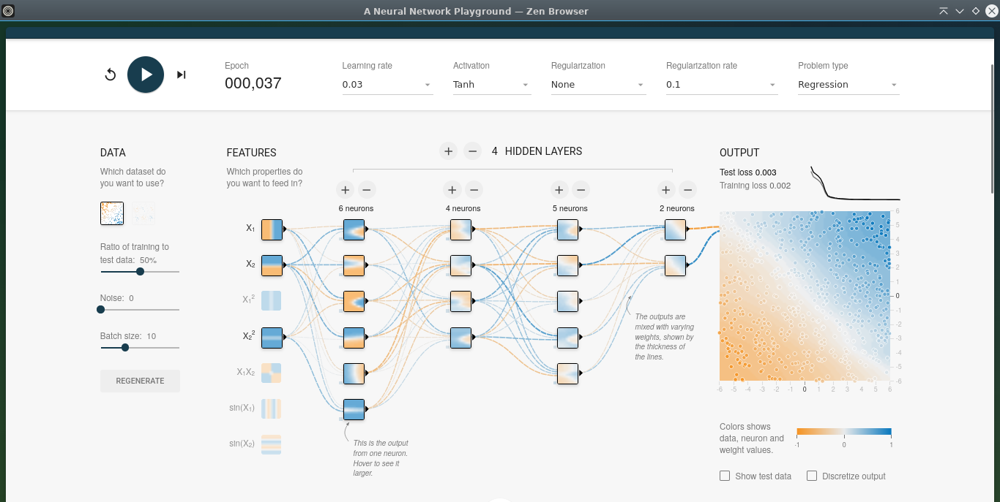 A Neural Network Playground — Zen Browser
Epoch
000,037
Learning rate
0.03
Activation
Tanh
Regularization
None
Regularization rate
0.1
Problem type
Regression
DATA
Which dataset do
you want to use?
Ratio of training to
test data: 50%
Noise: 0
Batch size: 10
REGENERATE
FEATURES
Which properties do
you want to feed in?
X₁
X₂
X₁²
X₂²
X₁X₂
sin(X₁)
sin(X₂)
+ − 4 HIDDEN LAYERS
+ −
6 neurons
+ −
4 neurons
+ −
5 neurons
+ −
2 neurons
This is the output
from one neuron.
Hover to see it
larger.
The outputs are
mixed with varying
weights, shown by
the thickness of
the lines.
OUTPUT
Test loss 0.003
Training loss 0.002
6
5
4
3
2
1
0
-1
-2
-3
-4
-5
-6
-6 -5 -4 -3 -2 -1 0 1 2 3 4 5 6
Colors shows
data, neuron and
weight values.
-1 0 1
Show test data
Discretize output